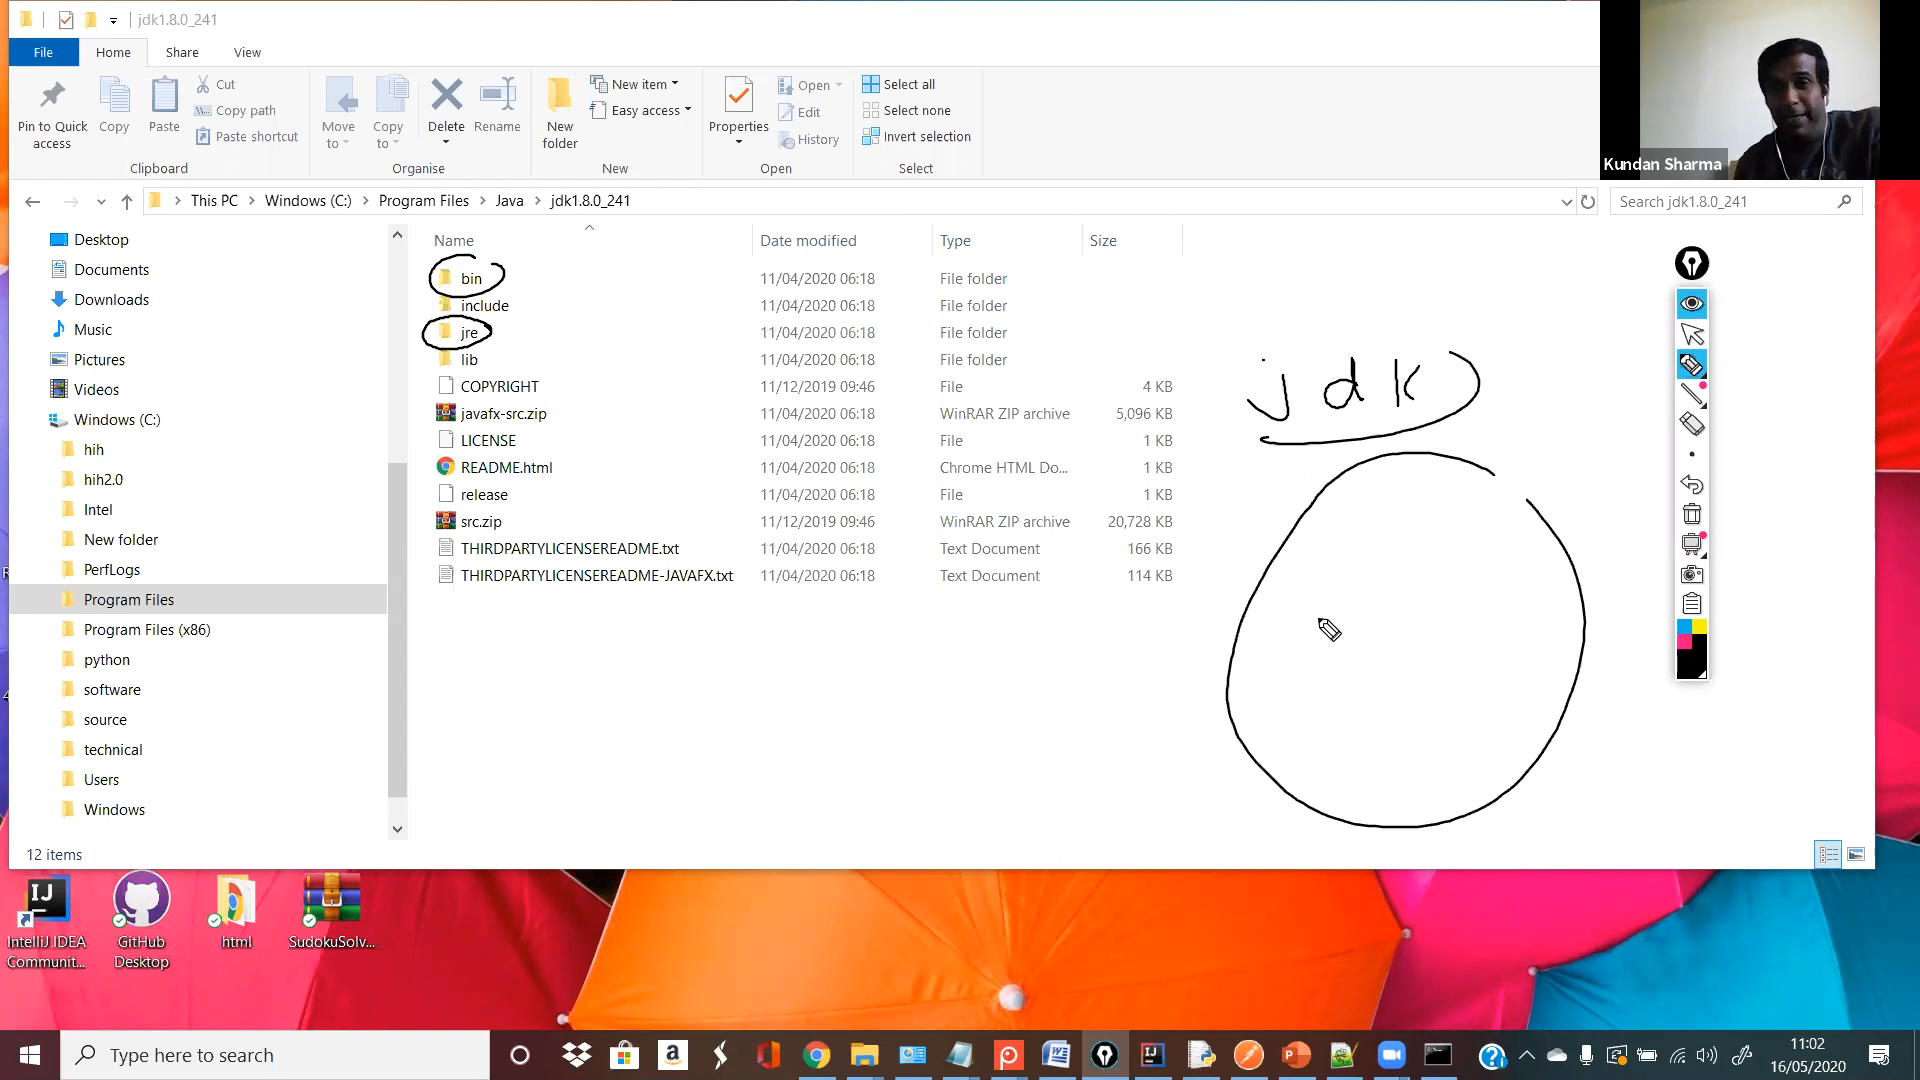 jdk1.8.0_241
File Home Share View
Pin to Quick access
Copy
Paste
Cut
Copy path
Paste shortcut
Clipboard
Move to
Copy to
Delete
Rename
Organise
New folder
New item
Easy access
New
Properties
Open
Edit
History
Open
Select all
Select none
Invert selection
Select
Kundan Sharma
This PC > Windows (C:) > Program Files > Java > jdk1.8.0_241
Search jdk1.8.0_241
Desktop
Documents
Downloads
Music
Pictures
Videos
Windows (C:)
hih
hih2.0
Intel
New folder
PerfLogs
Program Files
Program Files (x86)
python
software
source
technical
Users
Windows
Name Date modified Type Size
bin 11/04/2020 06:18 File folder
include 11/04/2020 06:18 File folder
jre 11/04/2020 06:18 File folder
lib 11/04/2020 06:18 File folder
COPYRIGHT 11/12/2019 09:46 File 4 KB
javafx-src.zip 11/04/2020 06:18 WinRAR ZIP archive 5,096 KB
LICENSE 11/04/2020 06:18 File 1 KB
README.html 11/04/2020 06:18 Chrome HTML Do... 1 KB
release 11/04/2020 06:18 File 1 KB
src.zip 11/12/2019 09:46 WinRAR ZIP archive 20,728 KB
THIRDPARTYLICENSEREADME.txt 11/04/2020 06:18 Text Document 166 KB
THIRDPARTYLICENSEREADME-JAVAFX.txt 11/04/2020 06:18 Text Document 114 KB
jdk
12 items
IntelliJ IDEA Communit...
GitHub Desktop
html
SudokuSolv...
Type here to search
11:02
16/05/2020